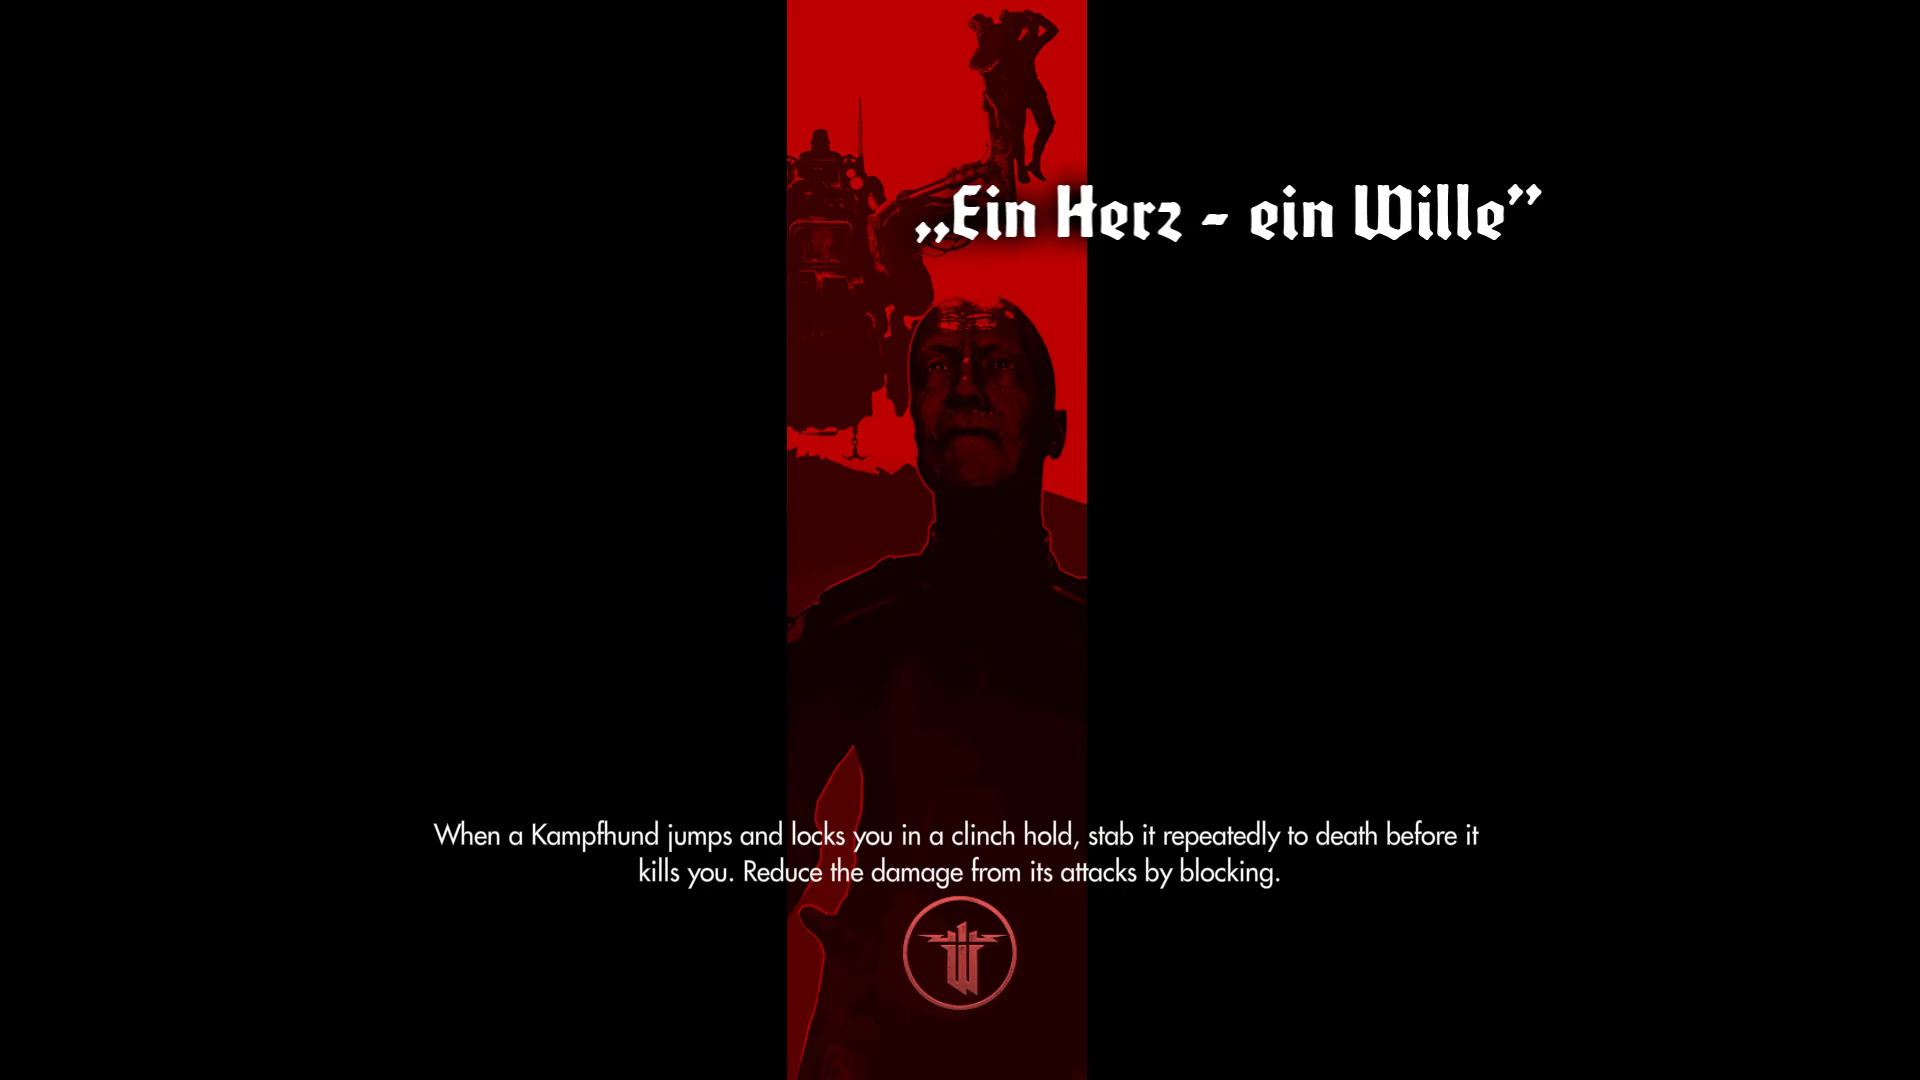 „Ein Herz - ein Wille”
When a Kampfhund jumps and locks you in a clinch hold, stab it repeatedly to death before it
kills you. Reduce the damage from its attacks by blocking.